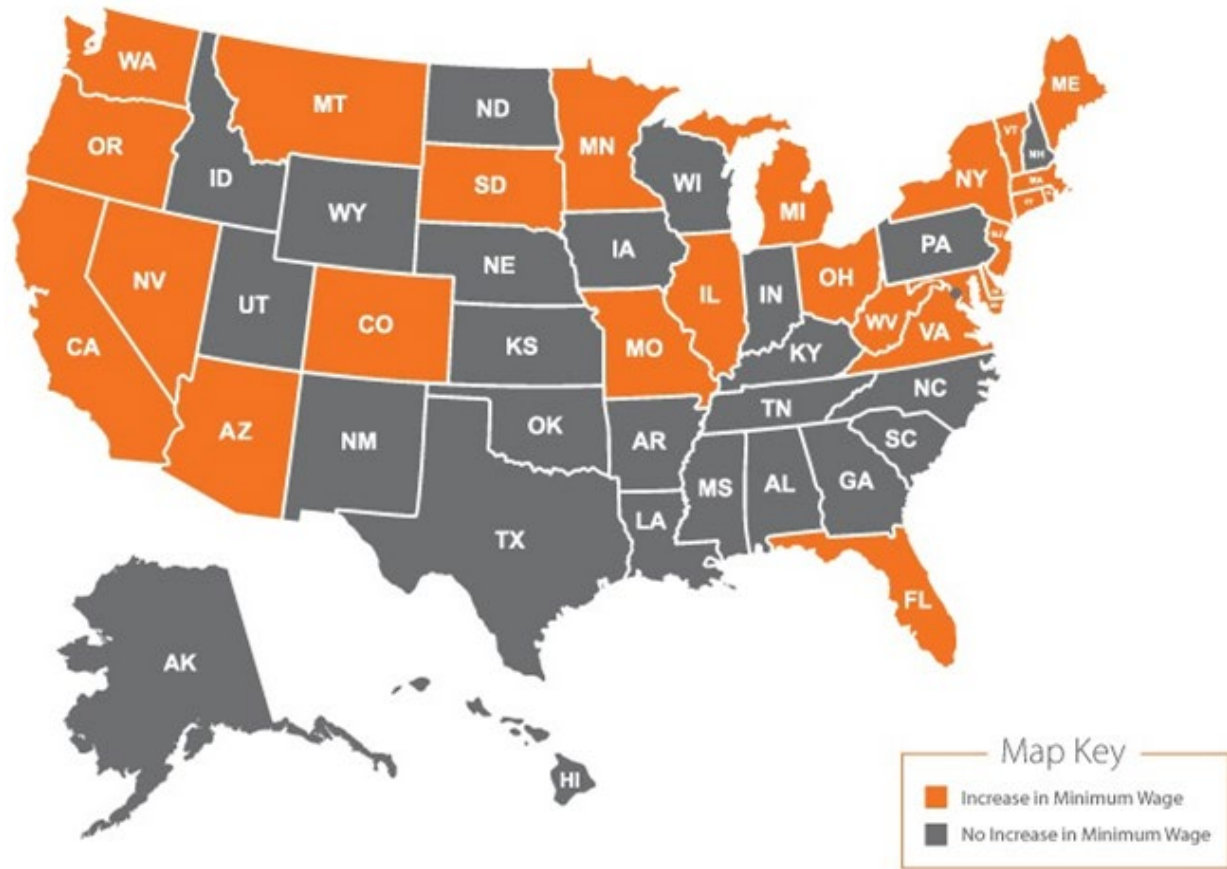 WA
MT
ND
MN
ME
VT
NH
OR
ID
SD
WI
NY
MA
WY
MI
CT
IA
PA
NJ
NE
NV
UT
CO
IL
IN
OH
WV
VA
CA
KS
MO
KY
NC
TN
AZ
NM
OK
AR
SC
MS
AL
GA
LA
TX
FL
AK
HI
Map Key
Increase in Minimum Wage
No Increase in Minimum Wage